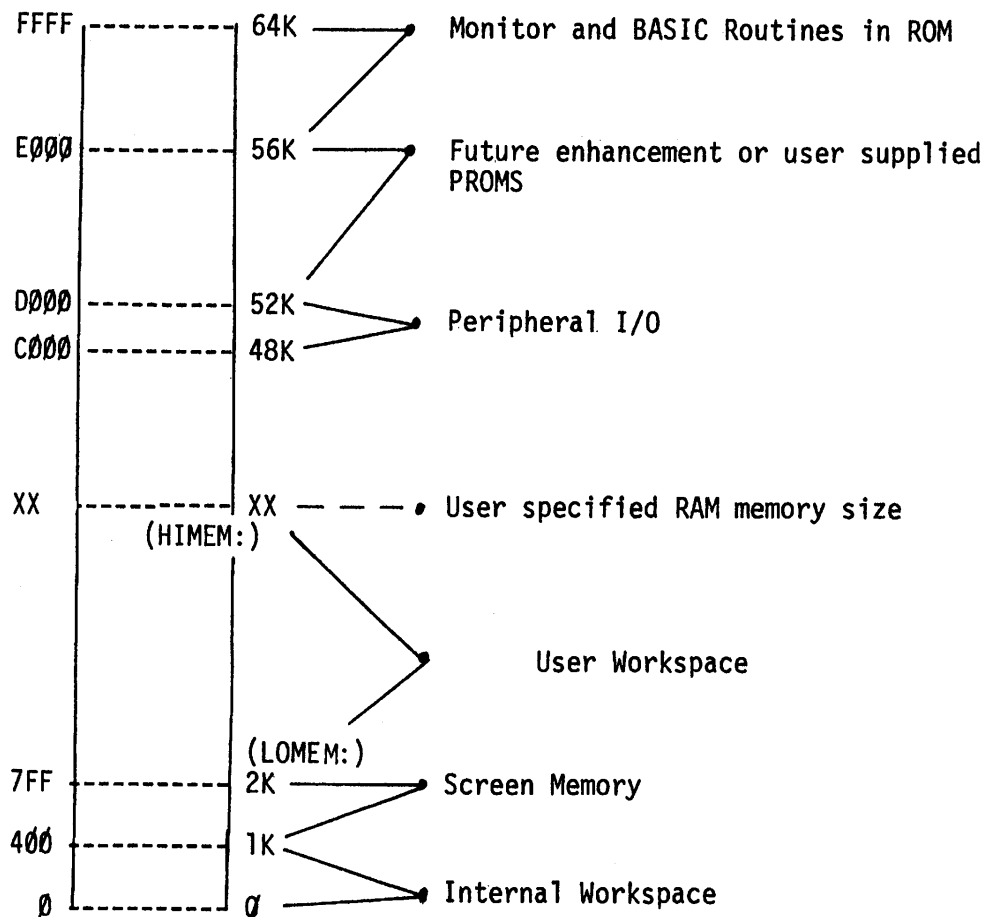 FFFF 64K Monitor and BASIC Routines in ROM
EØØØ 56K Future enhancement or user supplied
PROMS
DØØØ 52K Peripheral I/O
CØØØ 48K
XX XX User specified RAM memory size
(HIMEM:)
User Workspace
(LOMEM:)
7FF 2K Screen Memory
4ØØ 1K
Ø Ø Internal Workspace